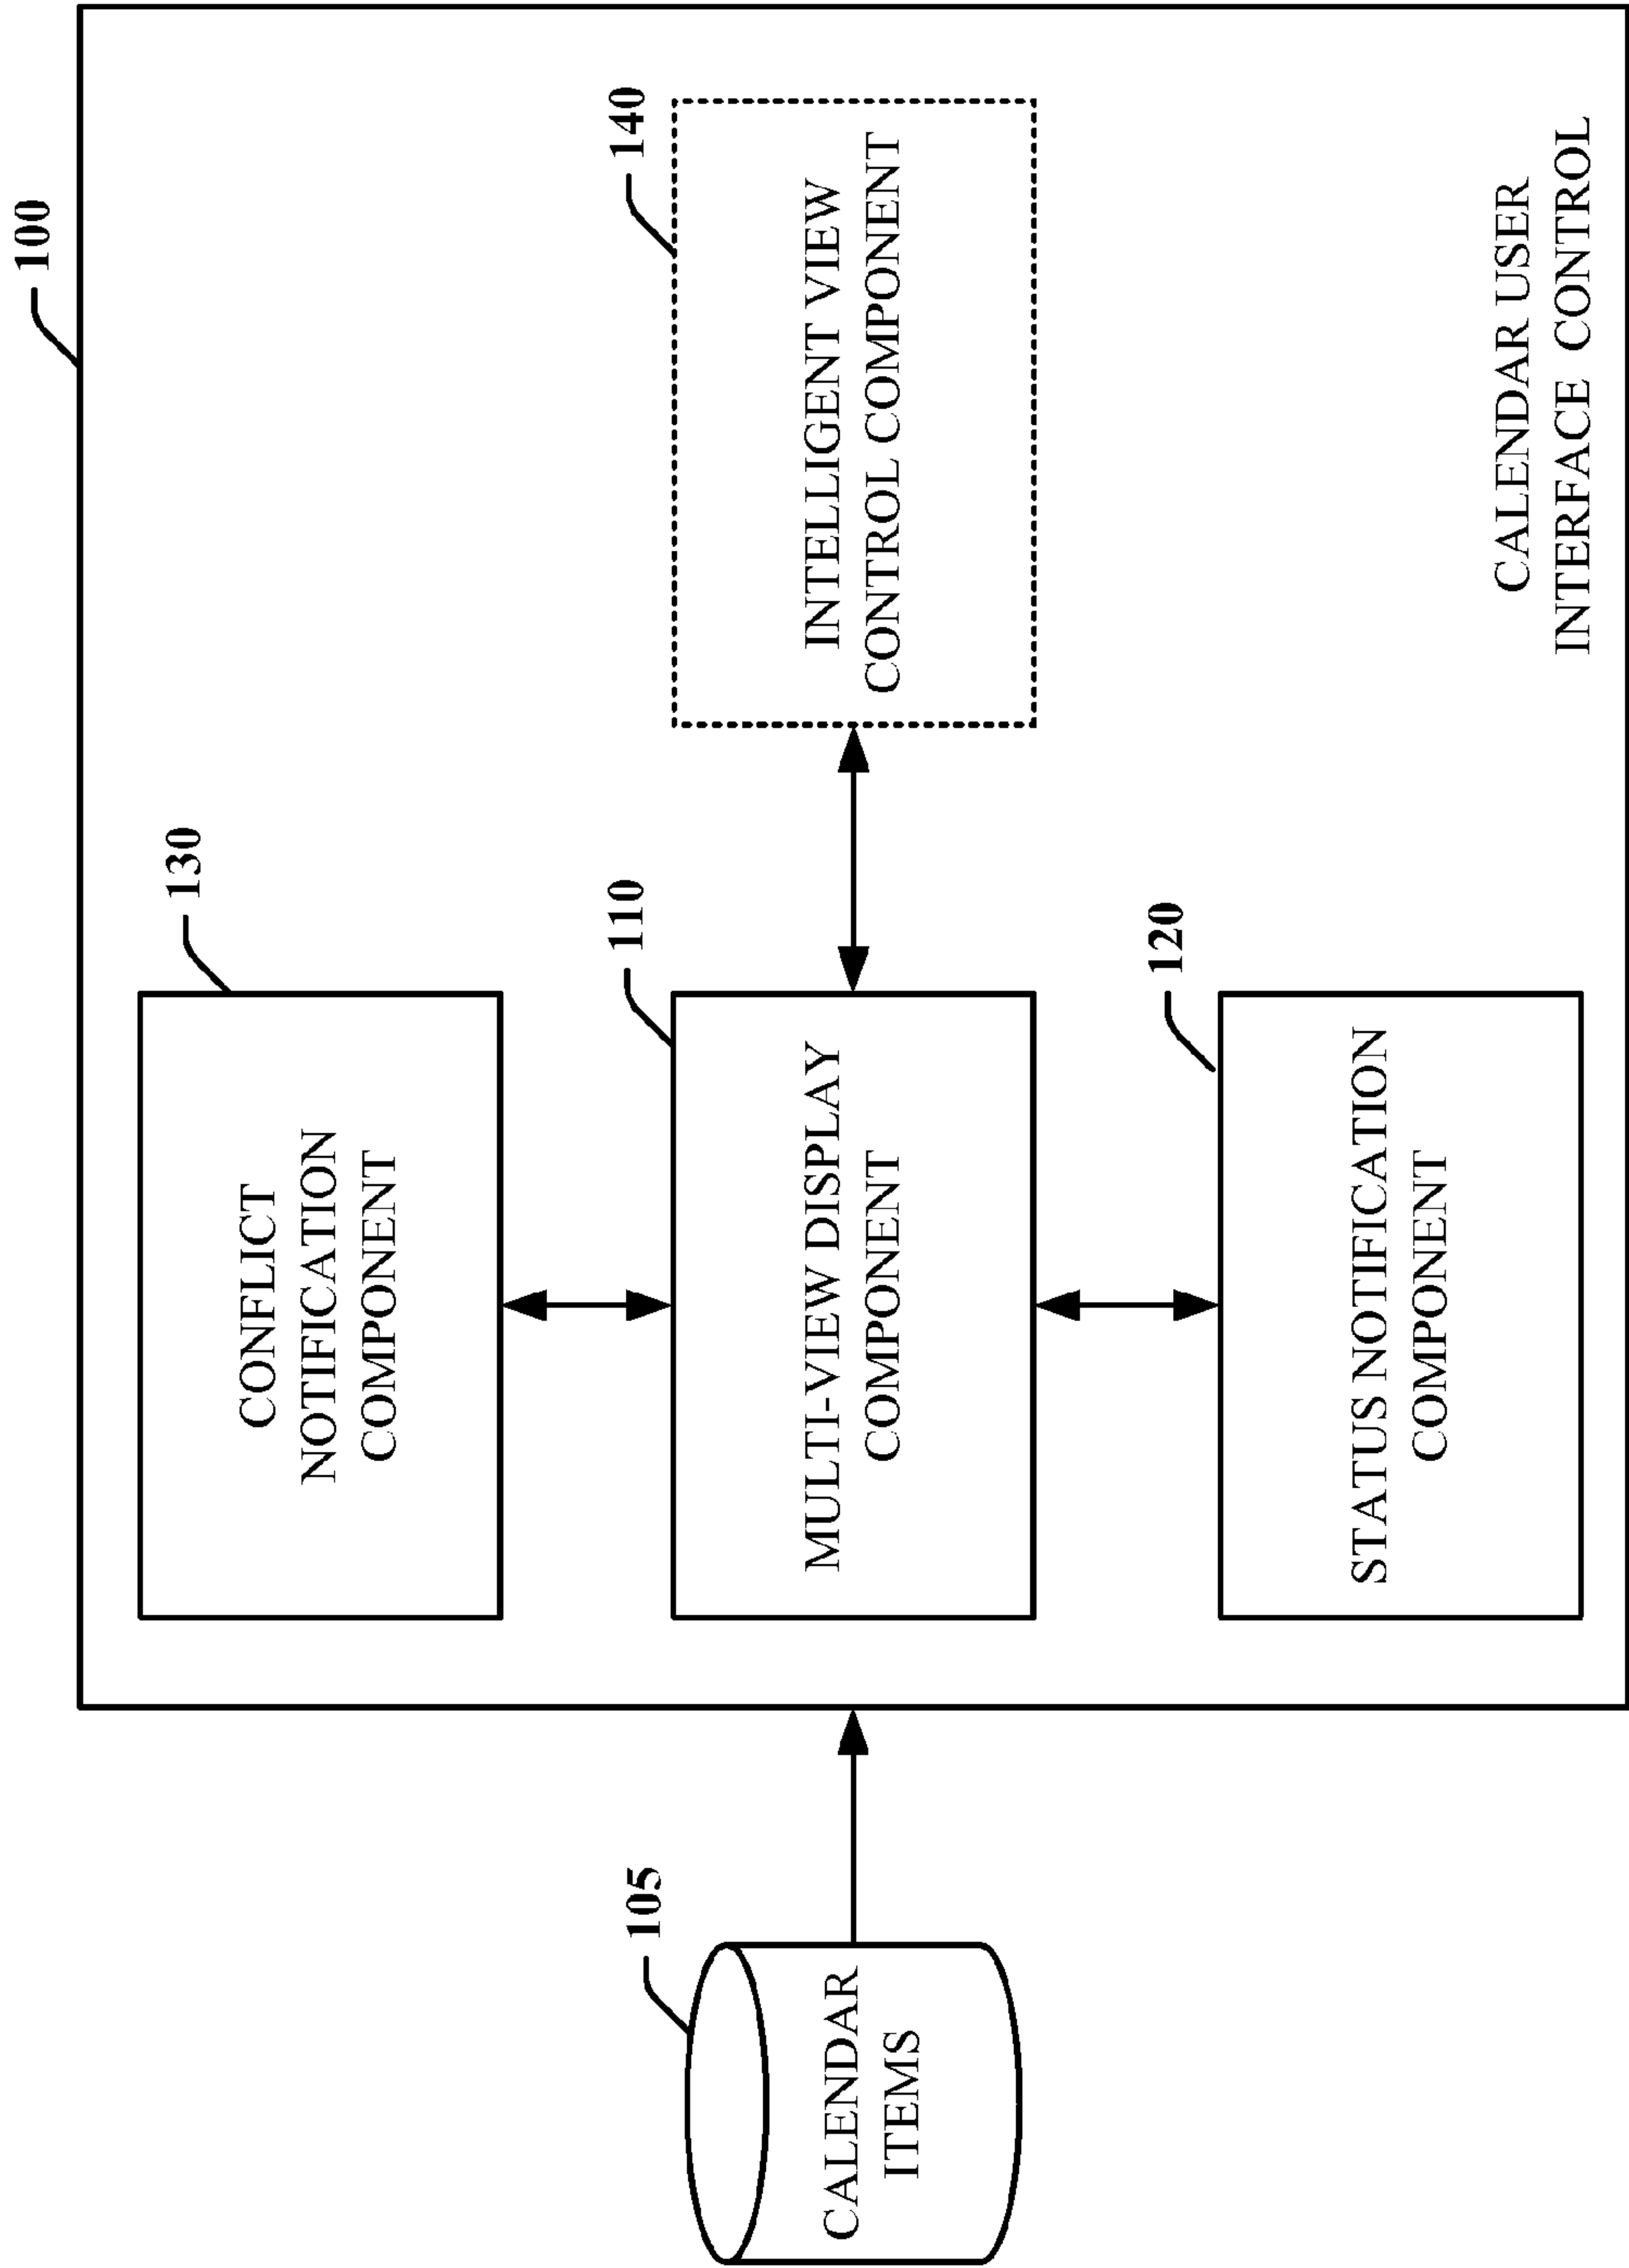 100
130
CONFLICT
NOTIFICATION
COMPONENT
105
CALENDAR
ITEMS
110
MULTI-VIEW DISPLAY
COMPONENT
140
INTELLIGENT VIEW
CONTROL COMPONENT
120
STATUS NOTIFICATION
COMPONENT
CALENDAR USER
INTERFACE CONTROL